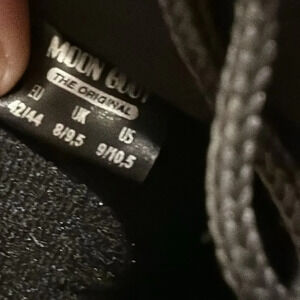 MOON BOOT
THE ORIGINAL
EU UK US
42/44 8/9,5 9/10.5